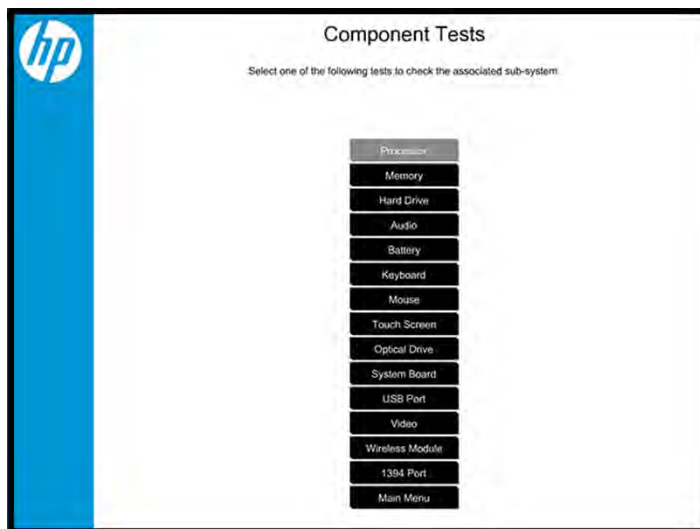 hp
Component Tests
Select one of the following tests to check the associated sub-system
Processor
Memory
Hard Drive
Audio
Battery
Keyboard
Mouse
Touch Screen
Optical Drive
System Board
USB Port
Video
Wireless Module
1394 Port
Main Menu